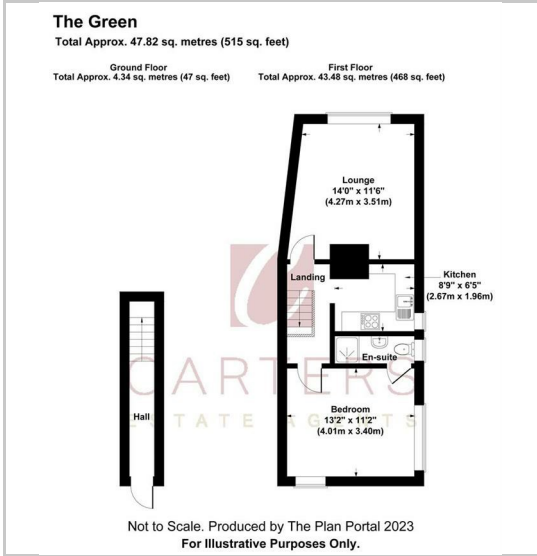 The Green
Total Approx. 47.82 sq. metres (515 sq. feet)
Ground Floor
Total Approx. 4.34 sq. metres (47 sq. feet)
First Floor
Total Approx. 43.48 sq. metres (468 sq. feet)
Lounge
14'0" x 11'6"
(4.27m x 3.51m)
Landing
Kitchen
8'9" x 6'5"
(2.67m x 1.96m)
En-suite
CARTERS
ESTATE AGENTS
Hall
Bedroom
13'2" x 11'2"
(4.01m x 3.40m)
Not to Scale. Produced by The Plan Portal 2023
For Illustrative Purposes Only.